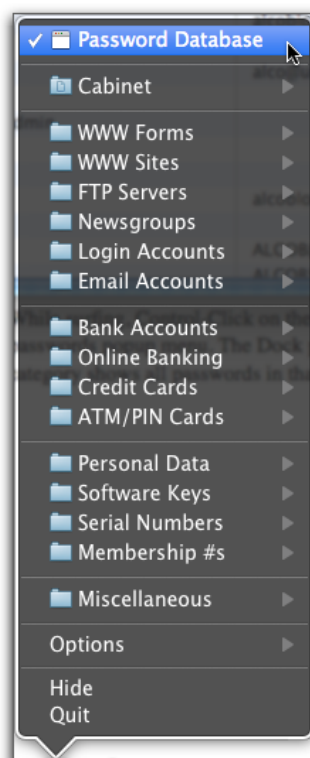 ✓ Password Database
Cabinet
WWW Forms
WWW Sites
FTP Servers
Newsgroups
Login Accounts
Email Accounts
Bank Accounts
Online Banking
Credit Cards
ATM/PIN Cards
Personal Data
Software Keys
Serial Numbers
Membership #s
Miscellaneous
Options
Hide
Quit